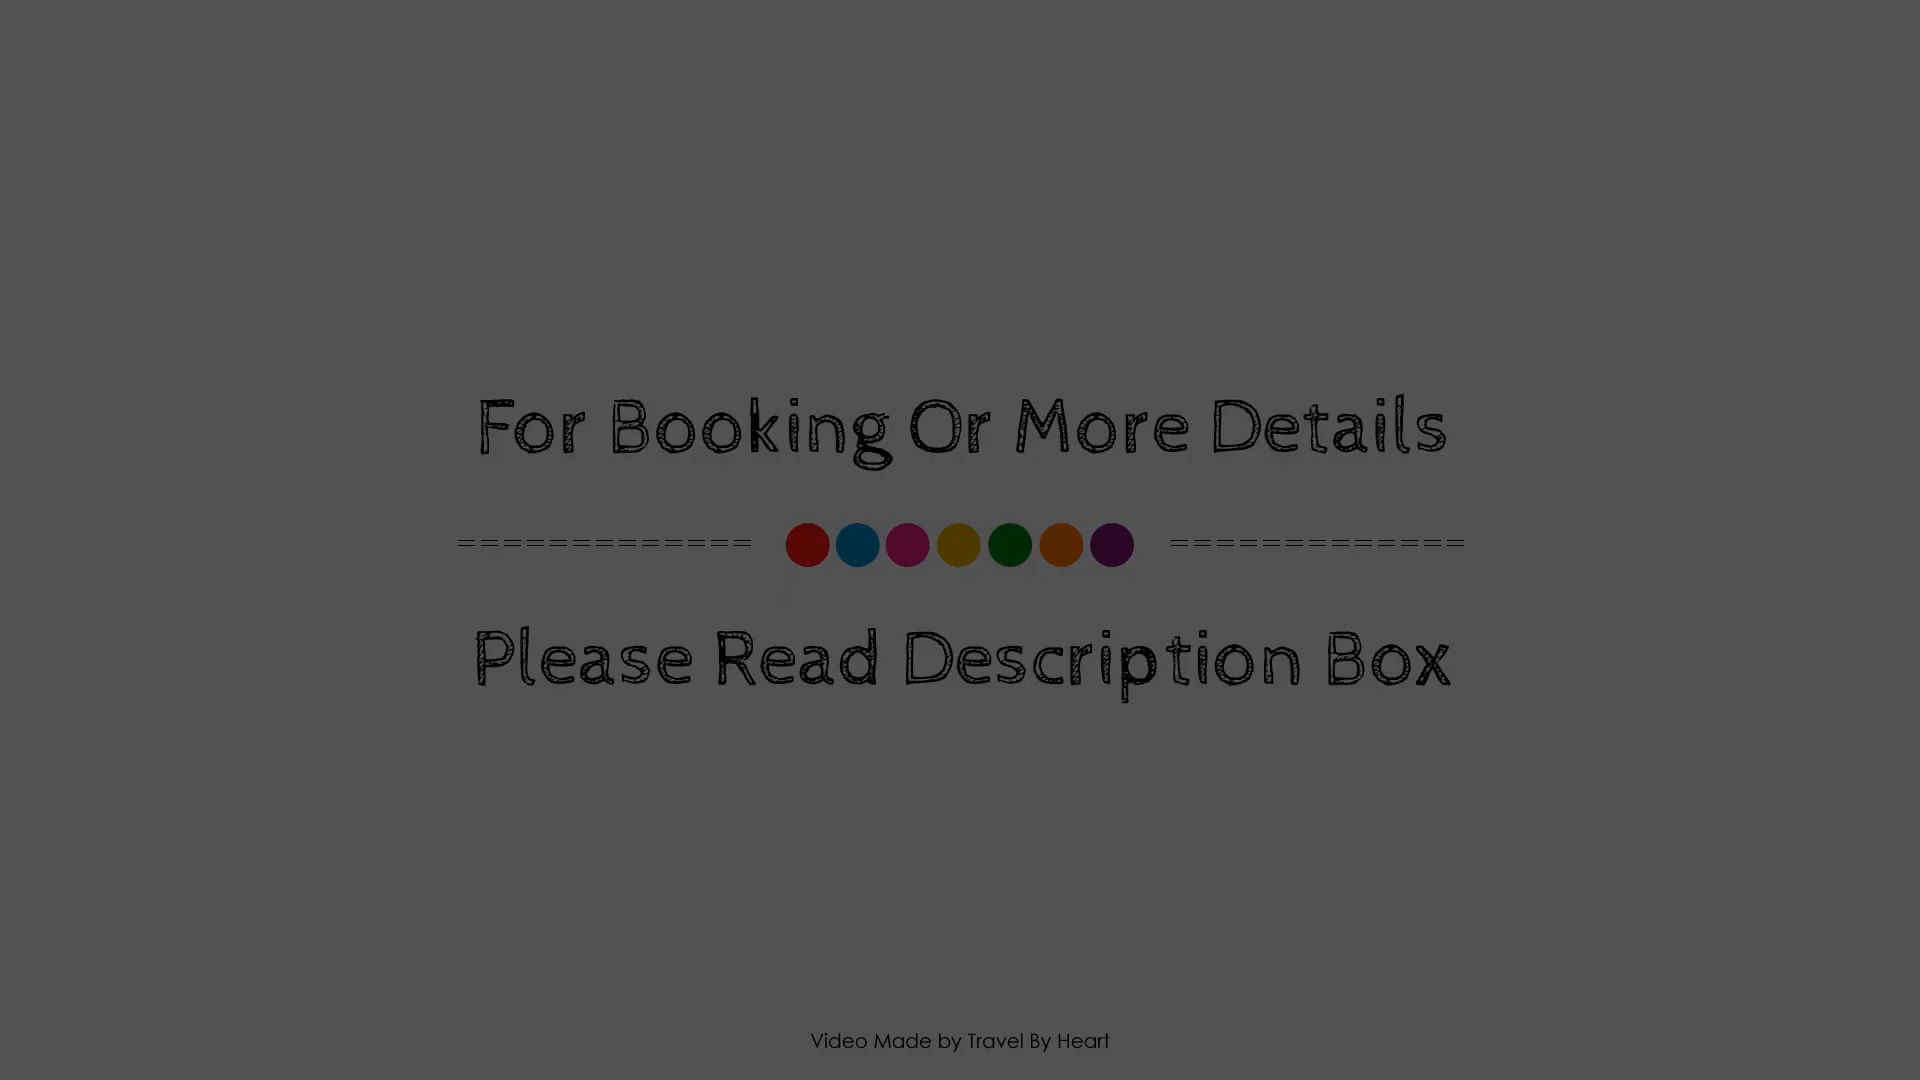 For Booking Or More Details
============= =============
Please Read Description Box
Video Made by Travel By Heart